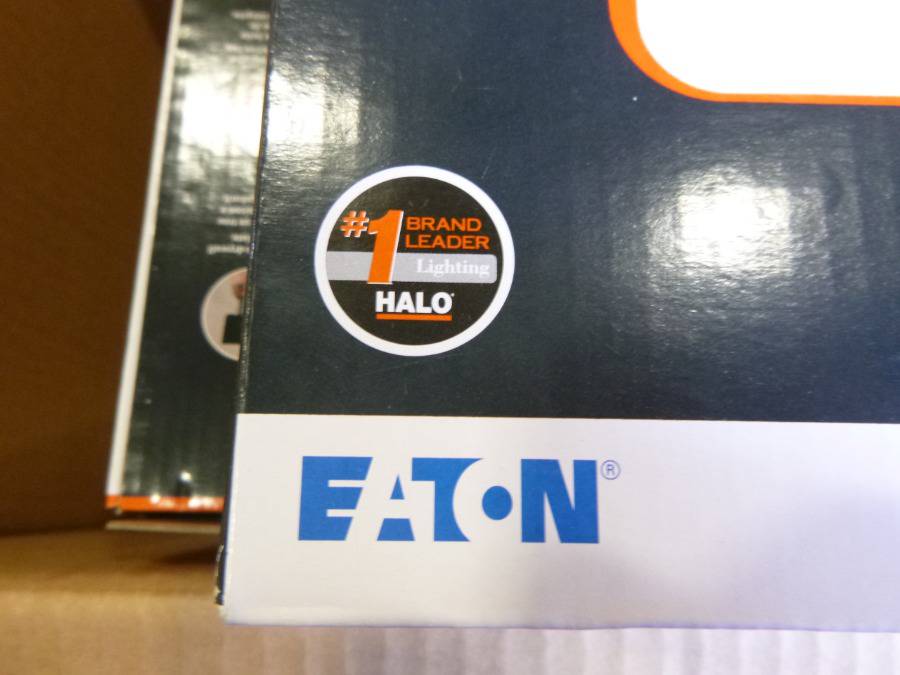 #1 BRAND
LEADER
Lighting
HALO®
EATON®